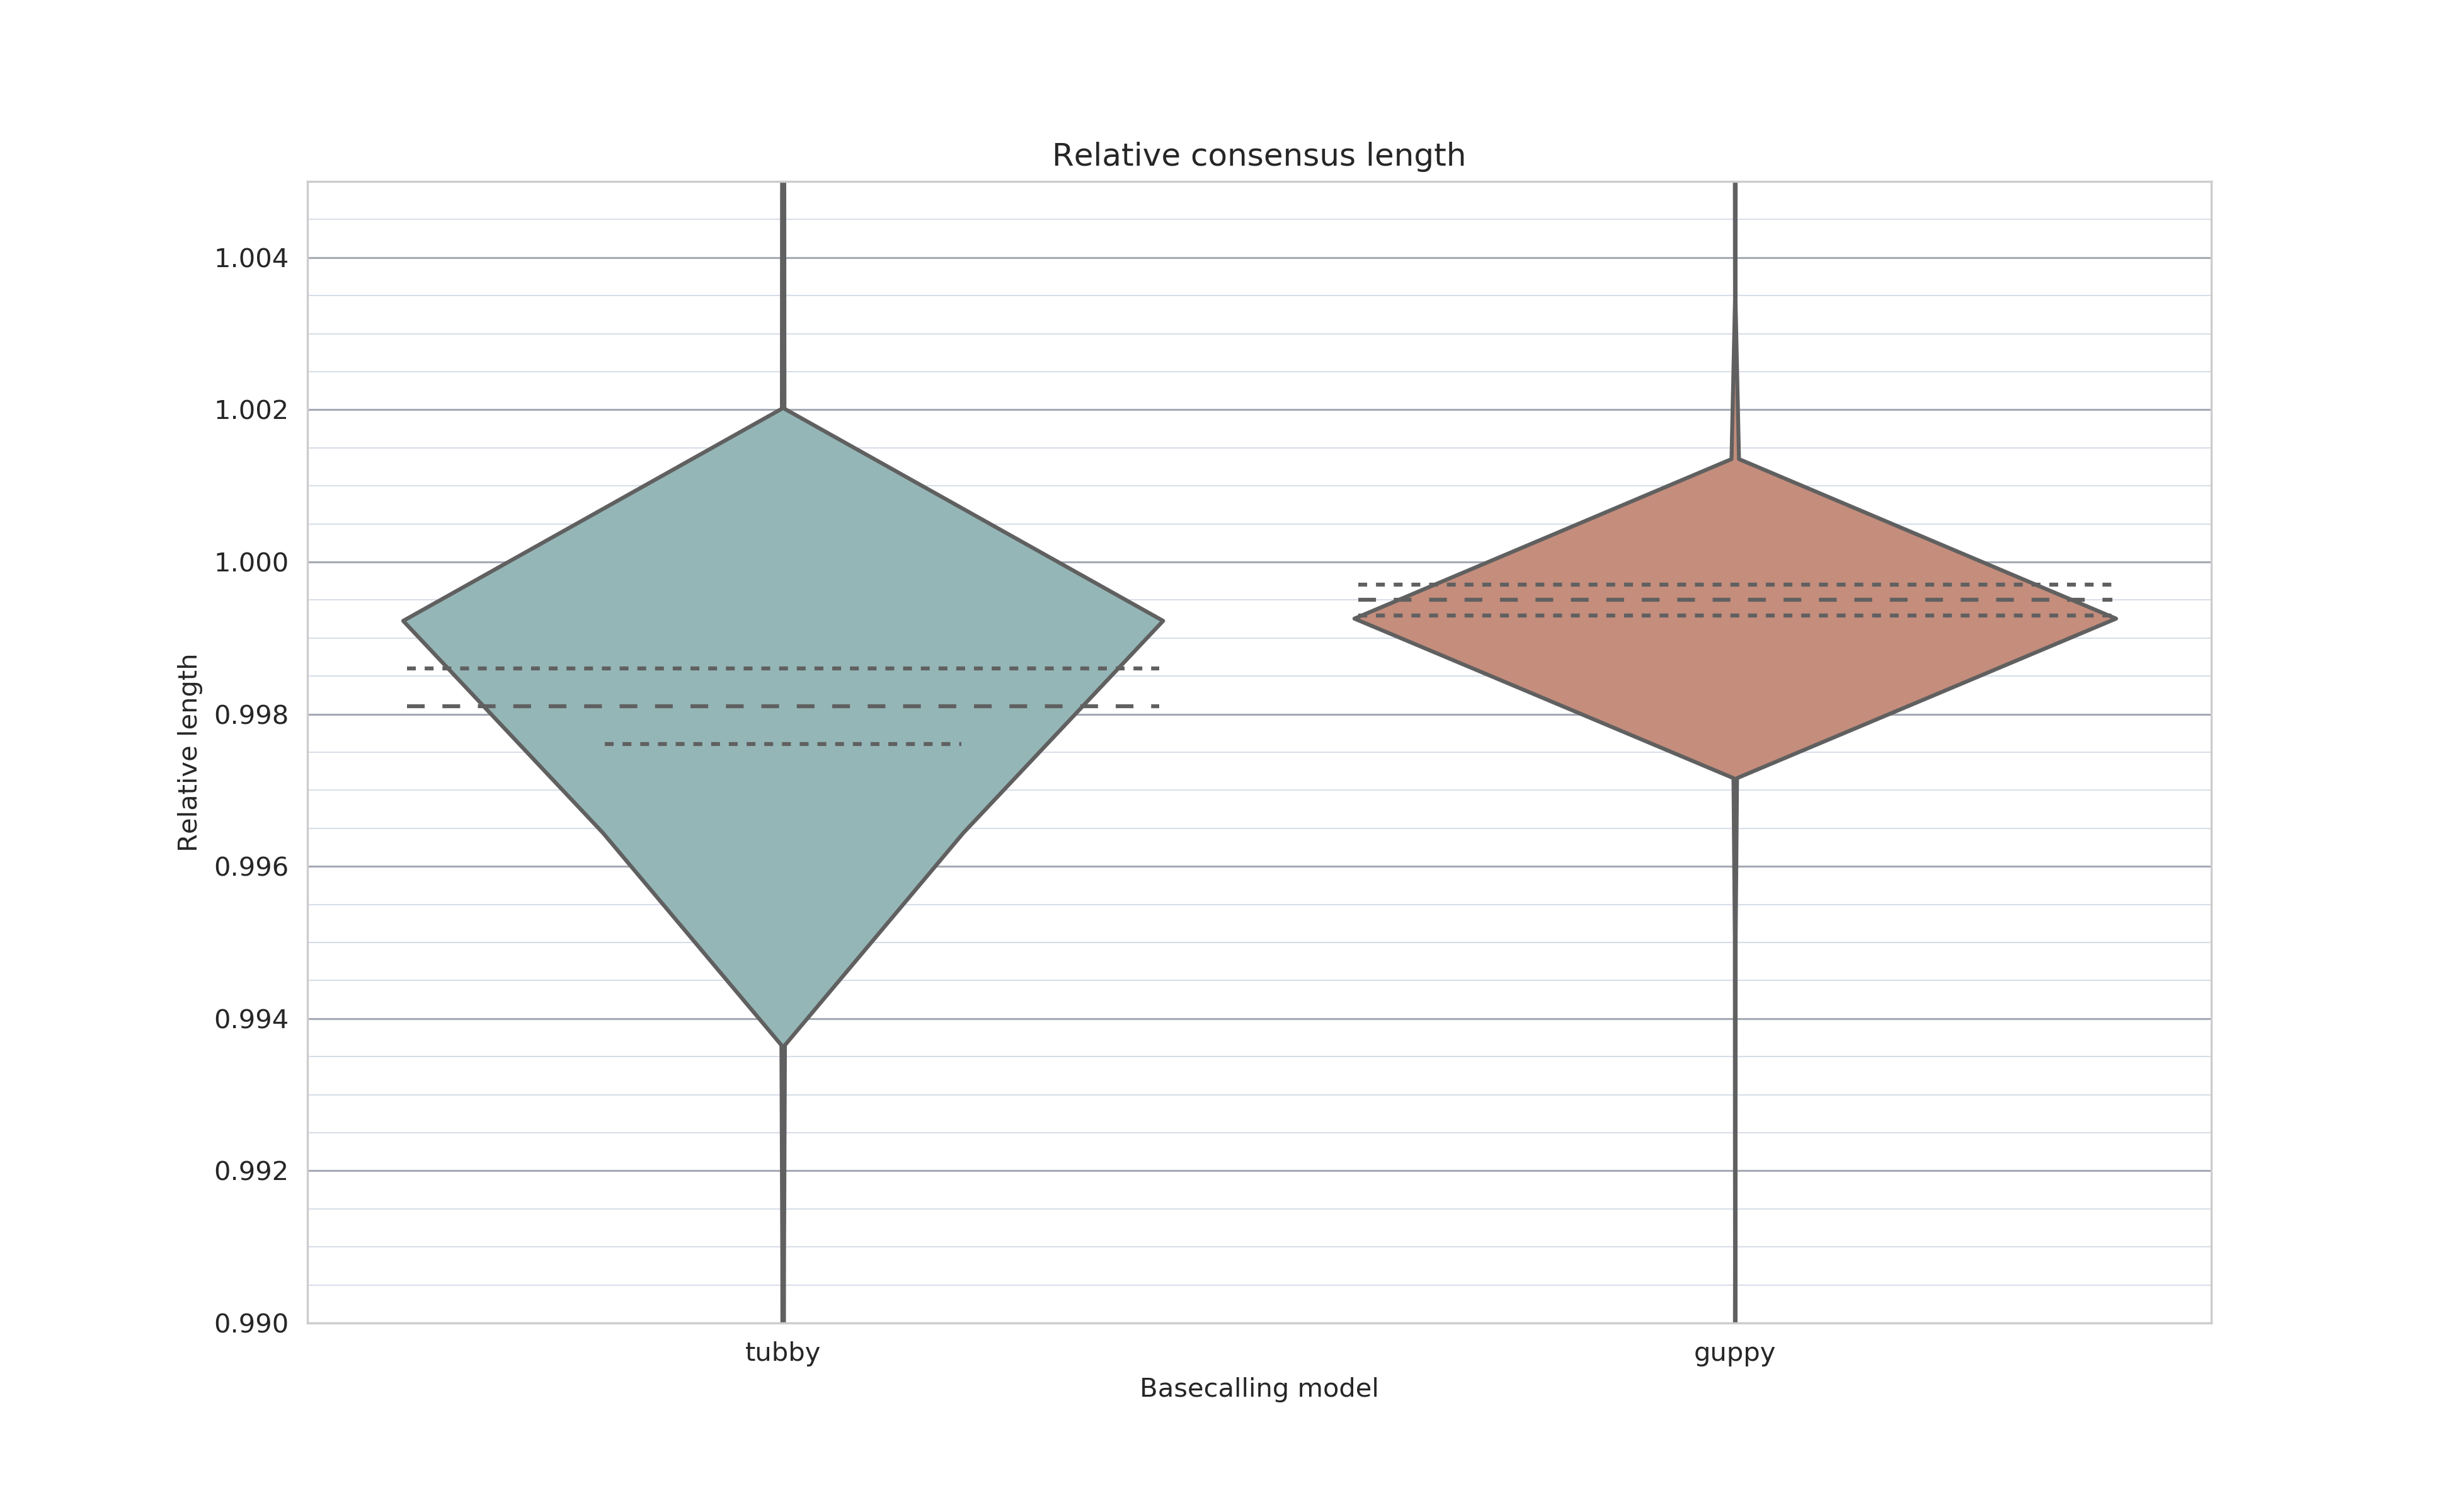 Relative consensus length
1.004
1.002
1.000
0.998
0.996
0.994
0.992
0.990
Relative length
tubby
guppy
Basecalling model